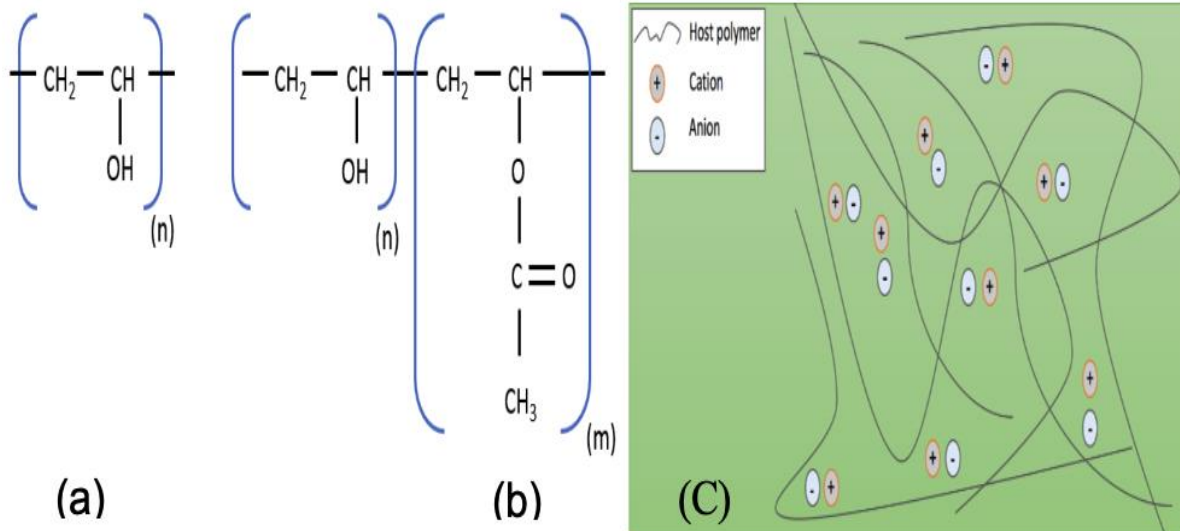 CH₂ CH
OH
(n)
CH₂ CH CH₂ CH
OH O
(n)
C O
CH₃
(m)
(a) (b)
Host polymer
+ Cation
- Anion
- +
+
-
+ -
+ -
+
-
- +
+
-
+ -
- +
(C)